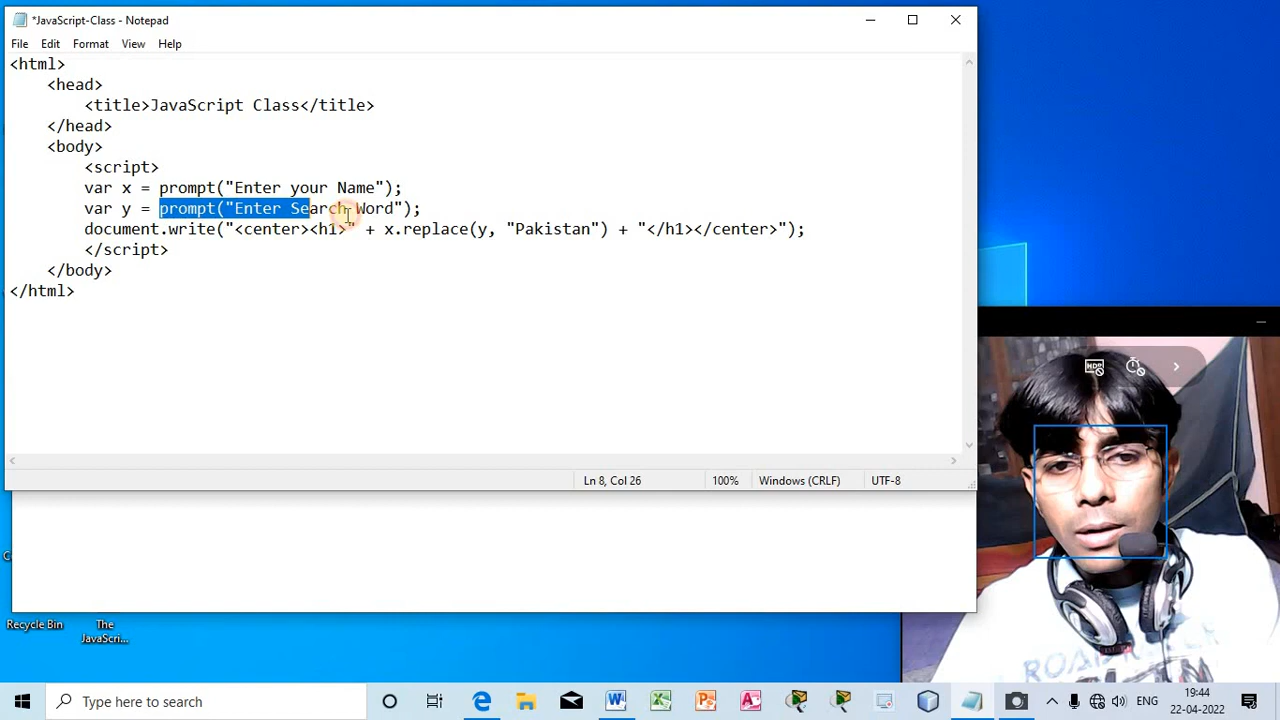 *JavaScript-Class - Notepad
File Edit Format View Help
<html>
<head>
<title>JavaScript Class</title>
</head>
<body>
<script>
var x = prompt("Enter your Name");
var y = prompt("Enter Search Word");
document.write("<center><h1>" + x.replace(y, "Pakistan") + "</h1></center>");
</script>
</body>
</html>
Ln 8, Col 26 100% Windows (CRLF) UTF-8
Recycle Bin
The
JavaScri...
Type here to search
ENG
19:44
22-04-2022